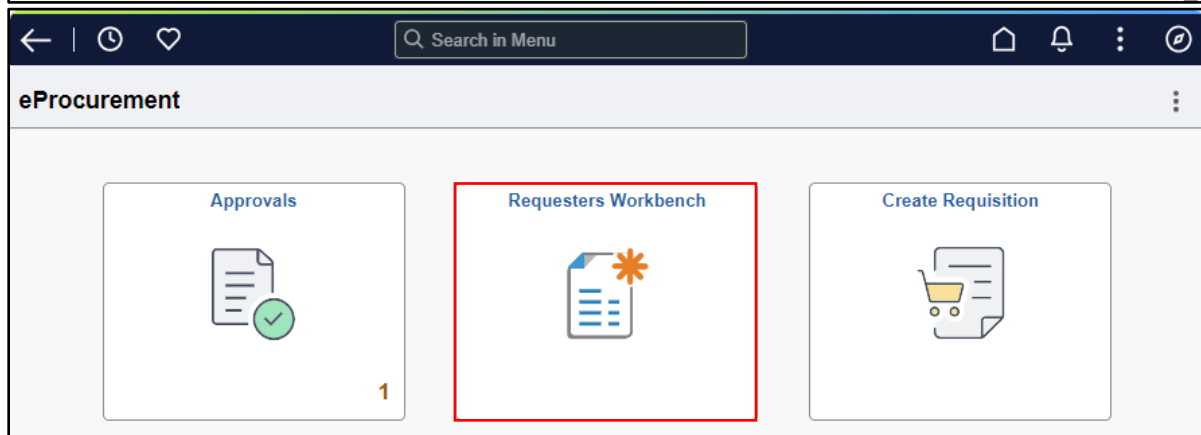 Search in Menu
eProcurement
Approvals
Requesters Workbench
Create Requisition
1